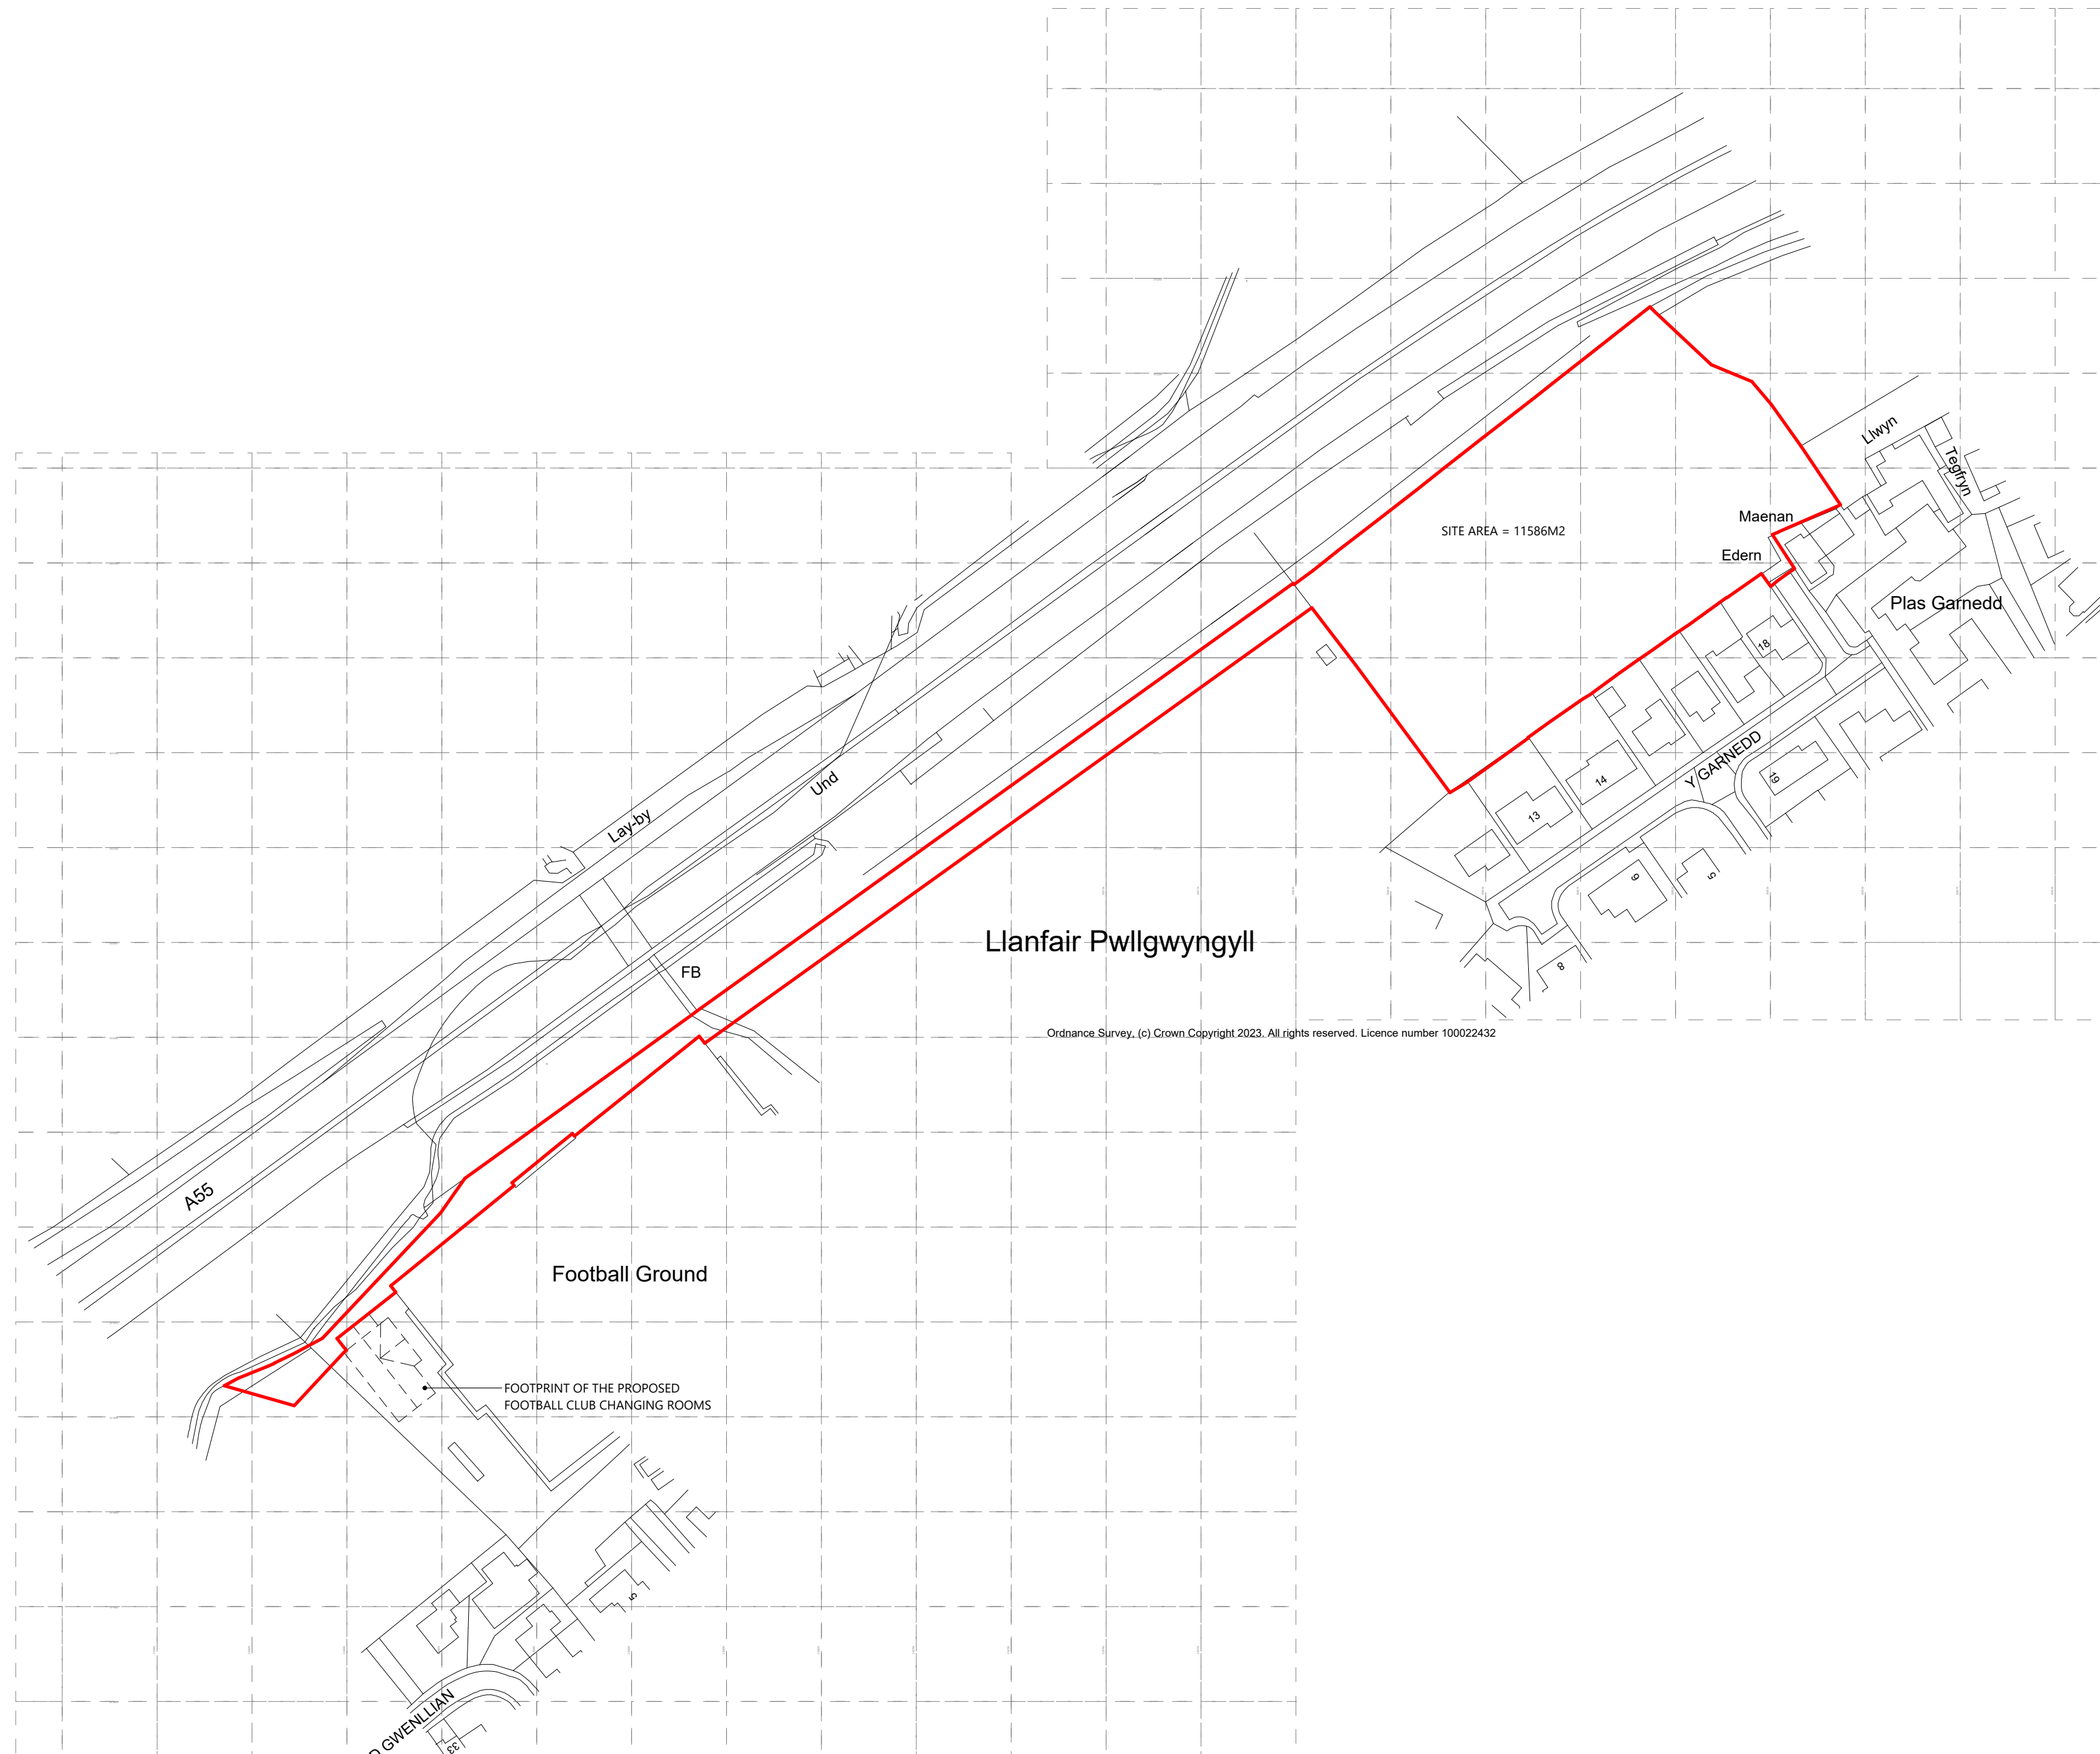 Llwyn
Tegfryn
Maenan
SITE AREA = 11586M2
Edern
Plas Garnedd
18
Y GARNEDD
14
19
13
Und
Lay-by
9
5
8
Llanfair Pwllgwyngyll
FB
Ordnance Survey, (c) Crown Copyright 2023. All rights reserved. Licence number 100022432
A55
Football Ground
FOOTPRINT OF THE PROPOSED
FOOTBALL CLUB CHANGING ROOMS
9
GWENLLIAN
33